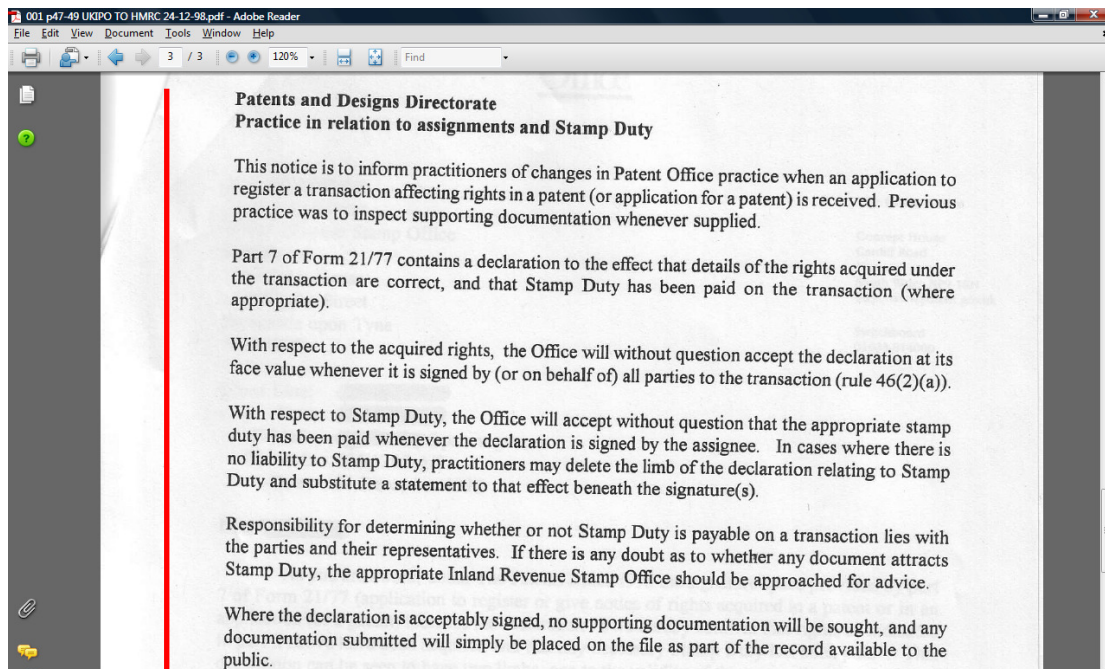 001 p47-49 UKIPO TO HMRC 24-12-98.pdf - Adobe Reader
File Edit View Document Tools Window Help
3 / 3 120% Find
Patents and Designs Directorate
Practice in relation to assignments and Stamp Duty
This notice is to inform practitioners of changes in Patent Office practice when an application to
register a transaction affecting rights in a patent (or application for a patent) is received. Previous
practice was to inspect supporting documentation whenever supplied.
Part 7 of Form 21/77 contains a declaration to the effect that details of the rights acquired under
the transaction are correct, and that Stamp Duty has been paid on the transaction (where
appropriate).
With respect to the acquired rights, the Office will without question accept the declaration at its
face value whenever it is signed by (or on behalf of) all parties to the transaction (rule 46(2)(a)).
With respect to Stamp Duty, the Office will accept without question that the appropriate stamp
duty has been paid whenever the declaration is signed by the assignee. In cases where there is
no liability to Stamp Duty, practitioners may delete the limb of the declaration relating to Stamp
Duty and substitute a statement to that effect beneath the signature(s).
Responsibility for determining whether or not Stamp Duty is payable on a transaction lies with
the parties and their representatives. If there is any doubt as to whether any document attracts
Stamp Duty, the appropriate Inland Revenue Stamp Office should be approached for advice.
Where the declaration is acceptably signed, no supporting documentation will be sought, and any
documentation submitted will simply be placed on the file as part of the record available to the
public.